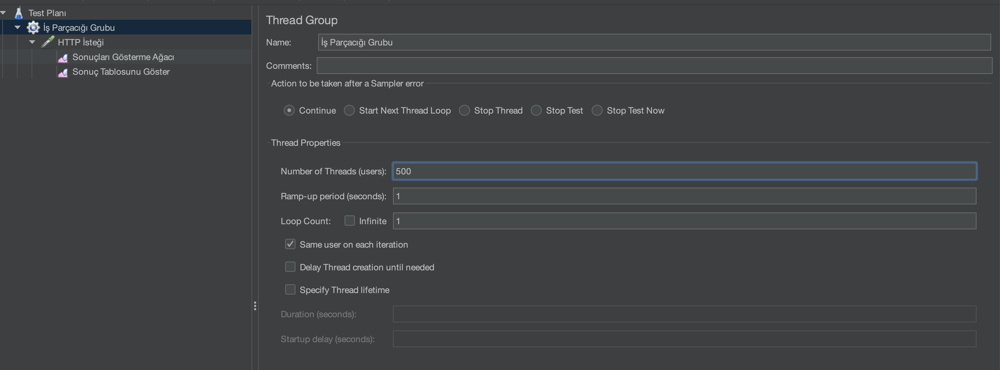 Test Planı
İş Parçacığı Grubu
HTTP İsteği
Sonuçları Gösterme Ağacı
Sonuç Tablosunu Göster
Thread Group
Name: İş Parçacığı Grubu
Comments:
Action to be taken after a Sampler error
Continue Start Next Thread Loop Stop Thread Stop Test Stop Test Now
Thread Properties
Number of Threads (users): 500
Ramp-up period (seconds): 1
Loop Count: Infinite 1
Same user on each iteration
Delay Thread creation until needed
Specify Thread lifetime
Duration (seconds):
Startup delay (seconds):